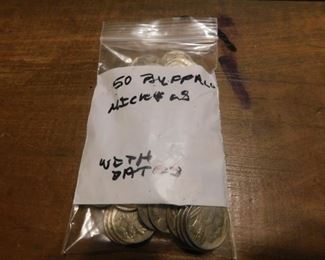 50 BUFFALO
NICKELS
WITH
DATES